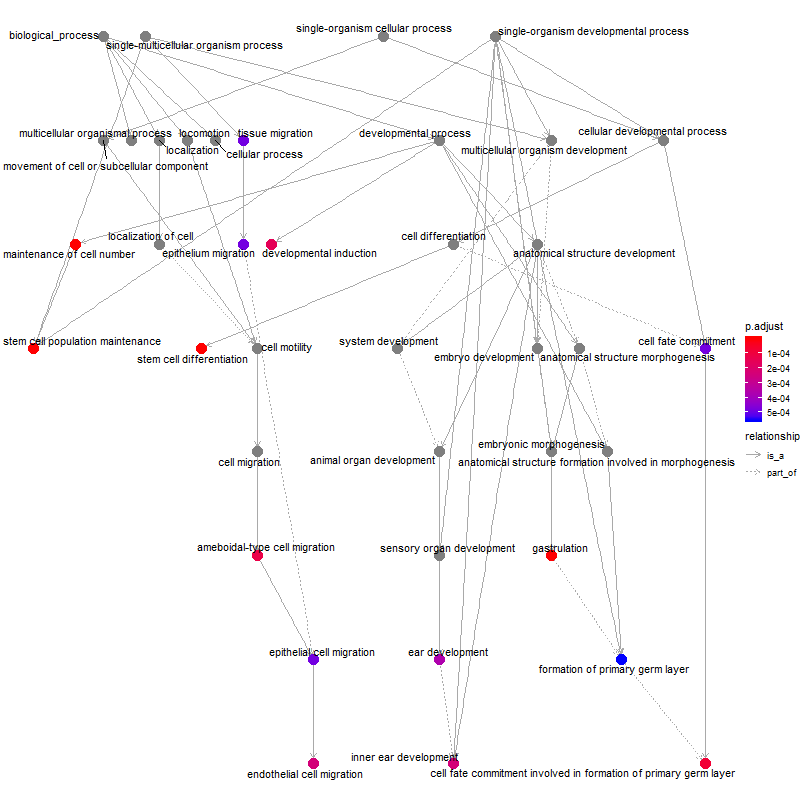 single-organism cellular process
single-organism developmental process
biological_process
single-multicellular organism process
multicellular organismal process
locomotion
tissue migration
developmental process
cellular developmental process
localization
cellular process
multicellular organism development
movement of cell or subcellular component
localization of cell
cell differentiation
maintenance of cell number
epithelium migration
developmental induction
anatomical structure development
stem cell population maintenance
cell motility
system development
cell fate commitment
stem cell differentiation
embryo development
anatomical structure morphogenesis
embryonic morphogenesis
cell migration
animal organ development
anatomical structure formation involved in morphogenesis
ameboidal-type cell migration
sensory organ development
gastrulation
epithelial cell migration
ear development
formation of primary germ layer
inner ear development
endothelial cell migration
cell fate commitment involved in formation of primary germ layer
p.adjust
1e-04
2e-04
3e-04
4e-04
5e-04
relationship
is_a
part_of